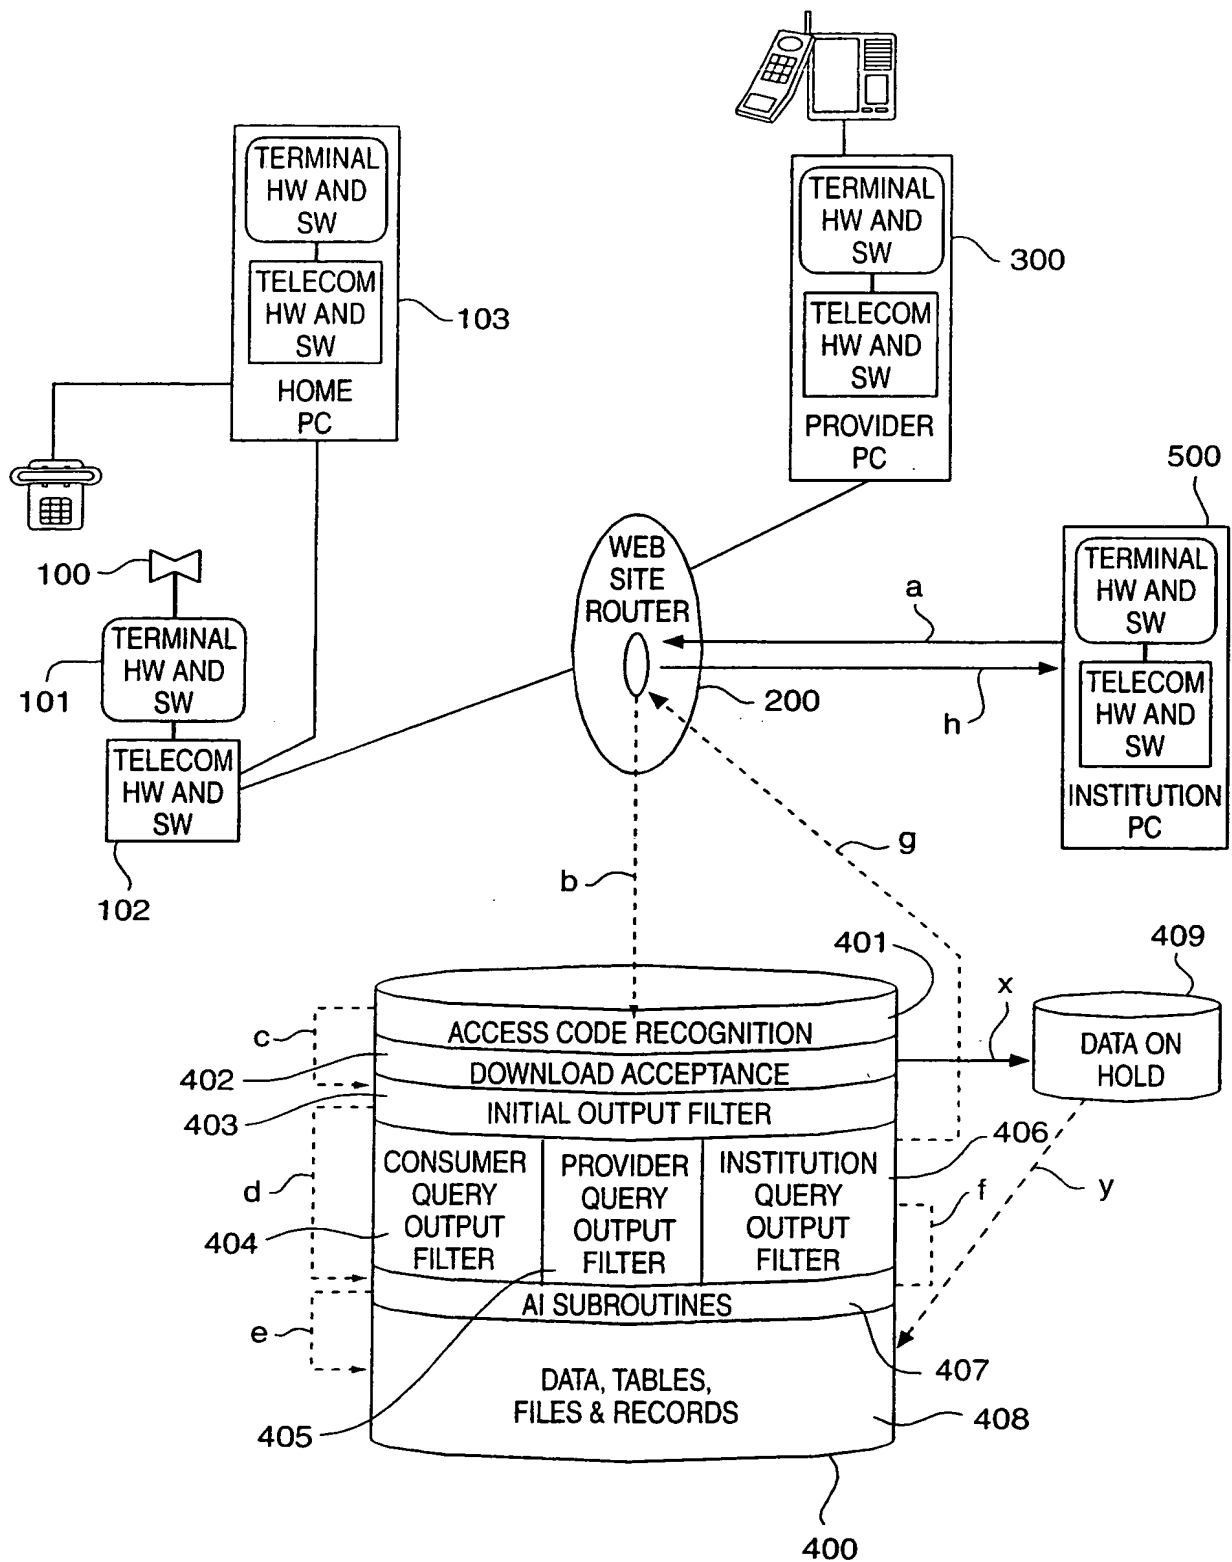 TERMINAL
HW AND
SW
TELECOM
HW AND
SW
HOME
PC
103
TERMINAL
HW AND
SW
TELECOM
HW AND
SW
PROVIDER
PC
300
100
TERMINAL
HW AND
SW
101
TELECOM
HW AND
SW
102
WEB
SITE
ROUTER
200
a
h
500
TERMINAL
HW AND
SW
TELECOM
HW AND
SW
INSTITUTION
PC
b
g
401
409
c
ACCESS CODE RECOGNITION
x
DATA ON
HOLD
402
DOWNLOAD ACCEPTANCE
403
INITIAL OUTPUT FILTER
406
d
CONSUMER
QUERY
OUTPUT
FILTER
PROVIDER
QUERY
OUTPUT
FILTER
INSTITUTION
QUERY
OUTPUT
FILTER
f
y
404
AI SUBROUTINES
e
407
DATA, TABLES,
FILES & RECORDS
405
408
400